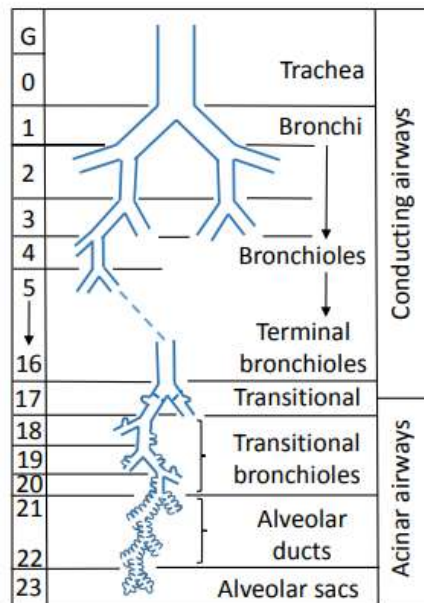 G
0
Trachea
1
Bronchi
2
3
4
Bronchioles
5
Terminal
bronchioles
16
17
Transitional
18
19
20
Transitional
bronchioles
21
Alveolar
ducts
22
23
Alveolar sacs
Conducting airways
Acinar airways